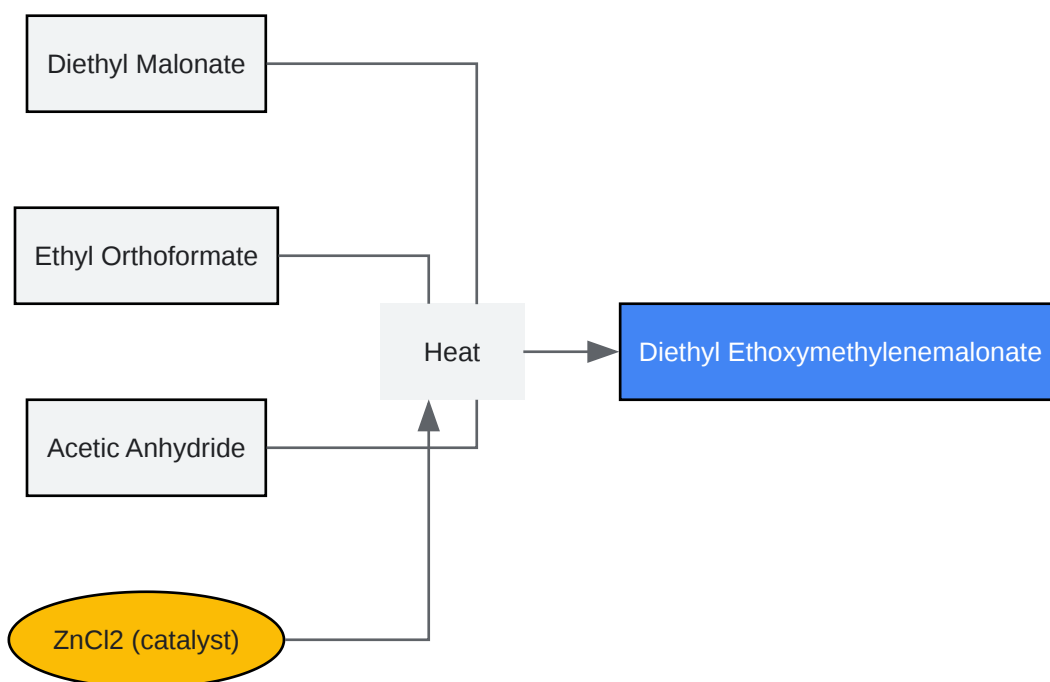 Diethyl Malonate
Ethyl Orthoformate
Heat
Diethyl Ethoxymethylenemalonate
Acetic Anhydride
ZnCl2 (catalyst)